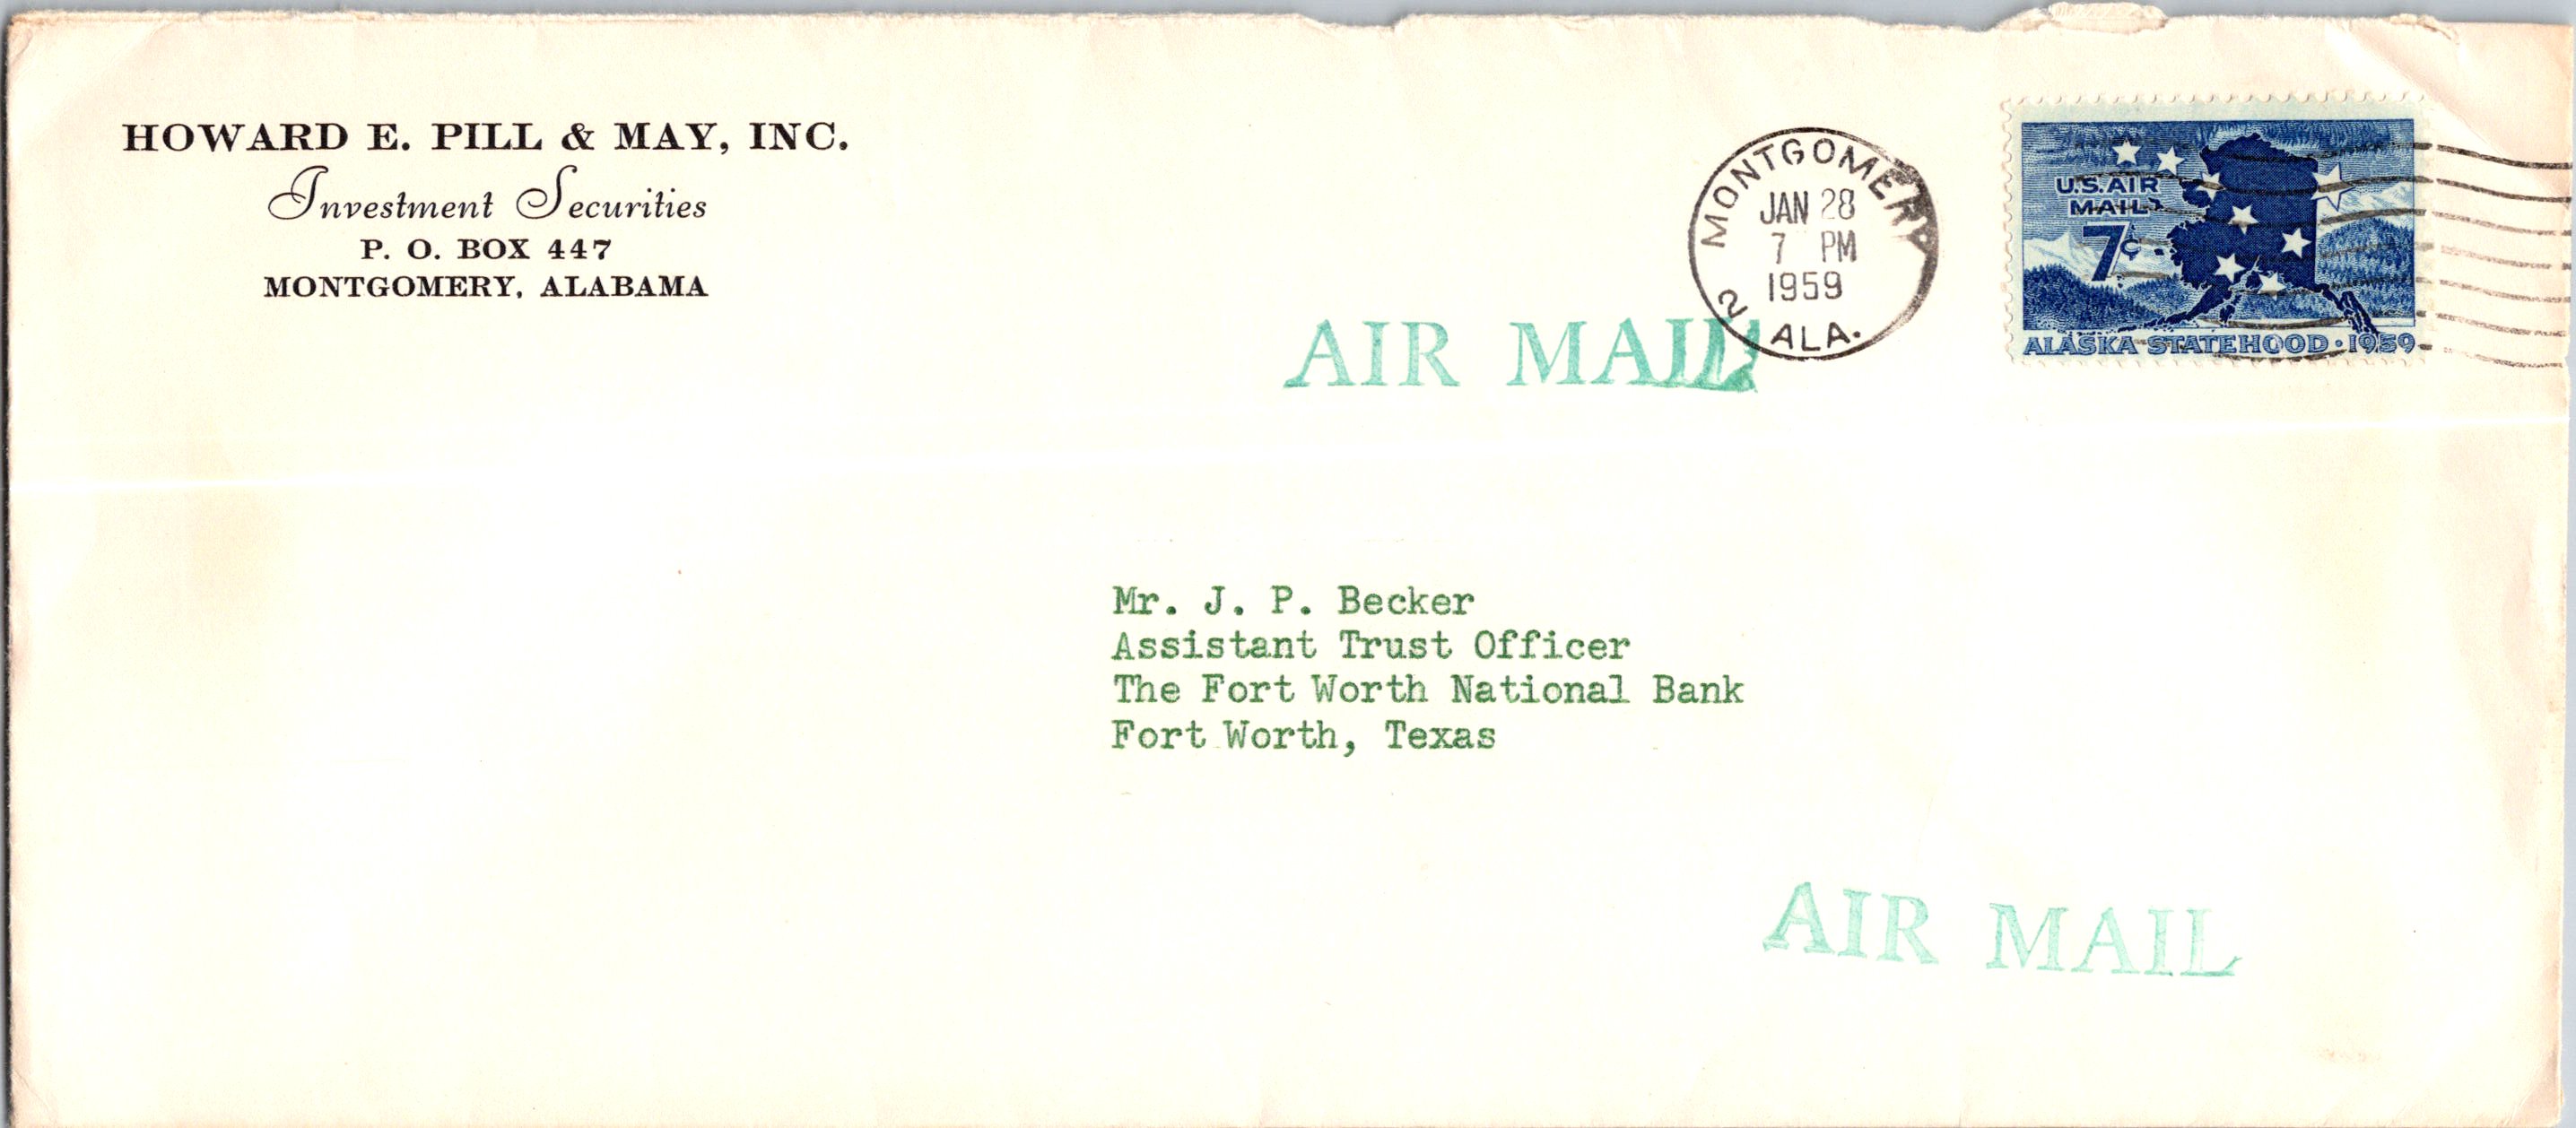 HOWARD E. PILL & MAY, INC.
Investment Securities
P. O. BOX 447
MONTGOMERY, ALABAMA
MONTGOMERY
JAN 28
7 PM
1959
2 ALA.
U.S. AIR
MAIL
7¢
ALASKA STATEHOOD · 1959
AIR MAIL
Mr. J. P. Becker
Assistant Trust Officer
The Fort Worth National Bank
Fort Worth, Texas
AIR MAIL